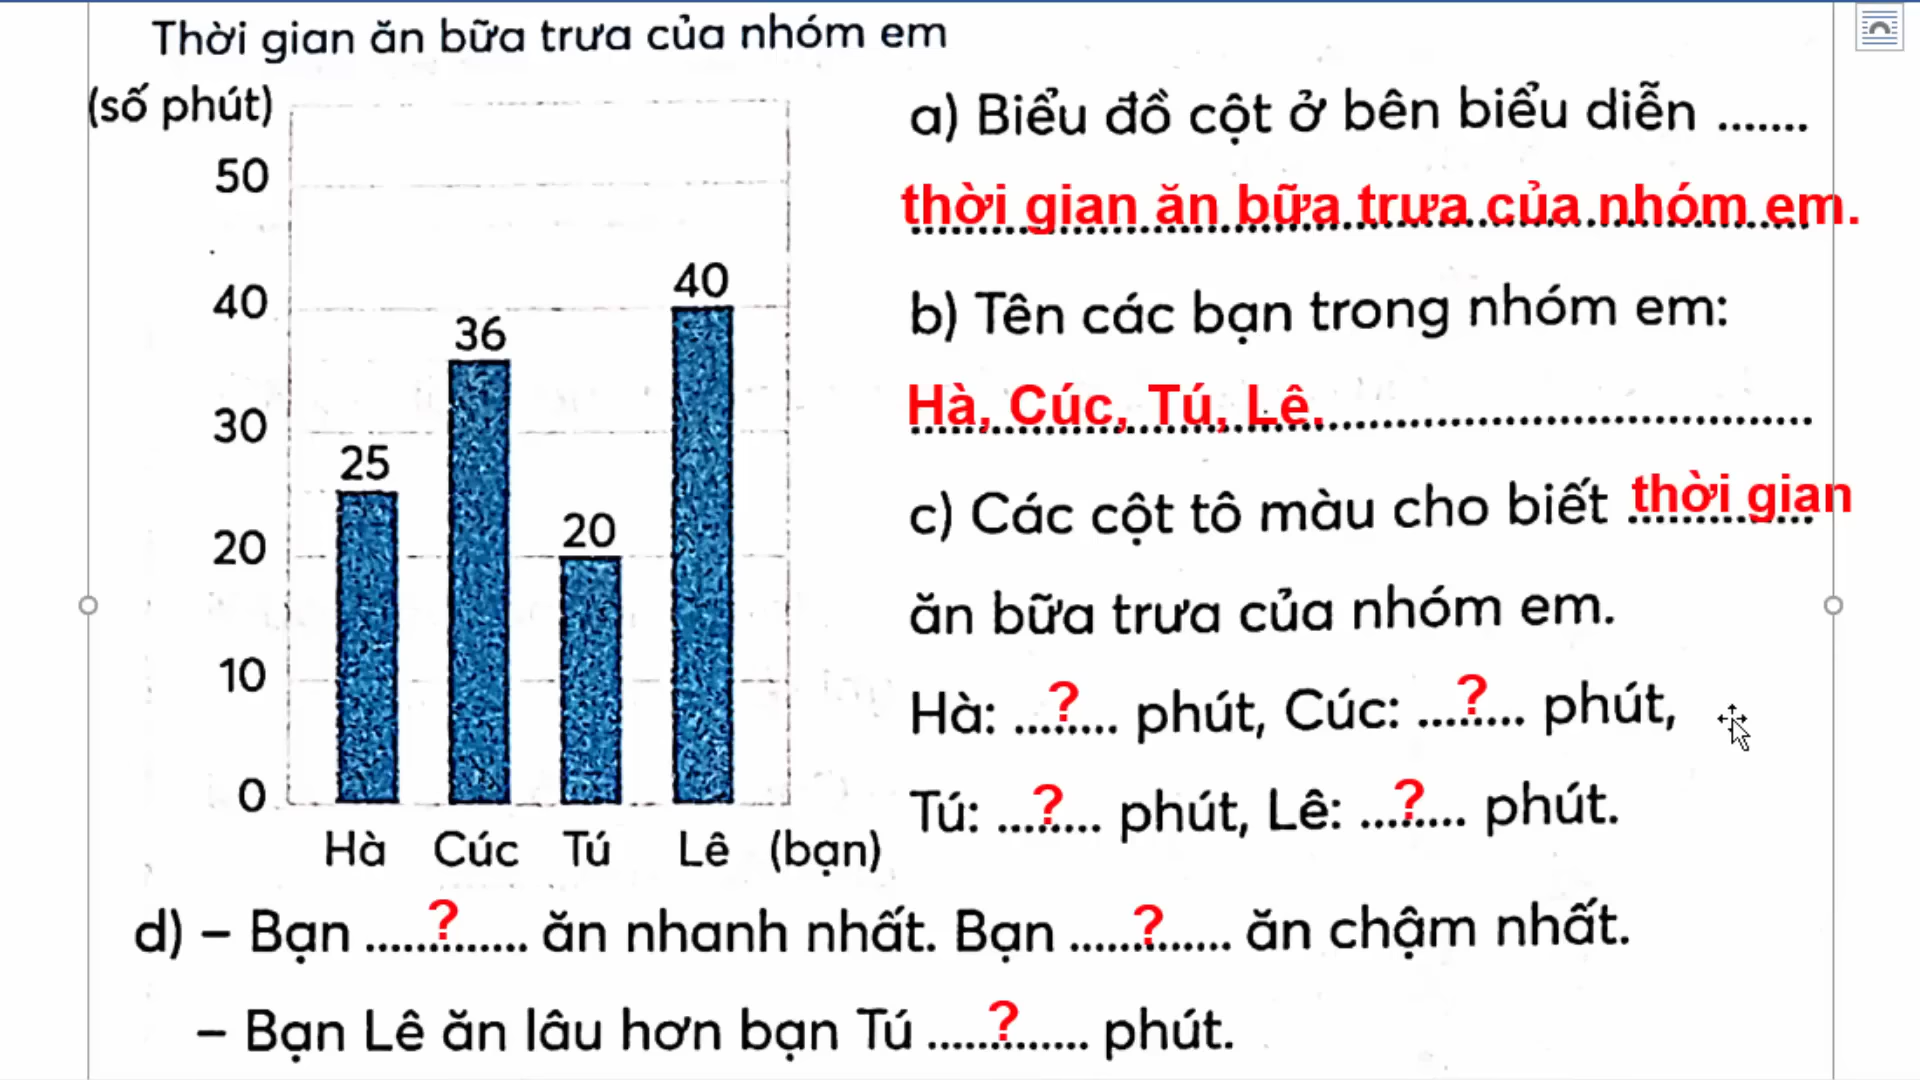 Thời gian ăn bữa trưa của nhóm em
(số phút)
50
40
30
20
10
0
25
36
20
40
Hà Cúc Tú Lê (bạn)
a) Biểu đồ cột ở bên biểu diễn .......
thời gian ăn bữa trưa của nhóm em.
b) Tên các bạn trong nhóm em:
Hà, Cúc, Tú, Lê.
c) Các cột tô màu cho biết thời gian
ăn bữa trưa của nhóm em.
Hà: ...?... phút, Cúc: ...?... phút,
Tú: ...?... phút, Lê: ...?... phút.
d) – Bạn ......?...... ăn nhanh nhất. Bạn ......?...... ăn chậm nhất.
– Bạn Lê ăn lâu hơn bạn Tú ......?...... phút.